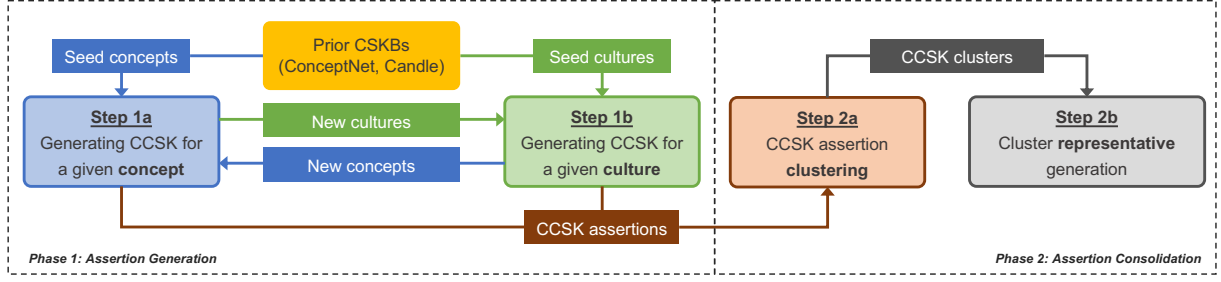 Prior CSKBs
(ConceptNet, Candle)
Seed concepts
Seed cultures
Step 1a
Generating CCSK for
a given concept
New cultures
New concepts
Step 1b
Generating CCSK for
a given culture
CCSK assertions
Phase 1: Assertion Generation
CCSK clusters
Step 2a
CCSK assertion
clustering
Step 2b
Cluster representative
generation
Phase 2: Assertion Consolidation